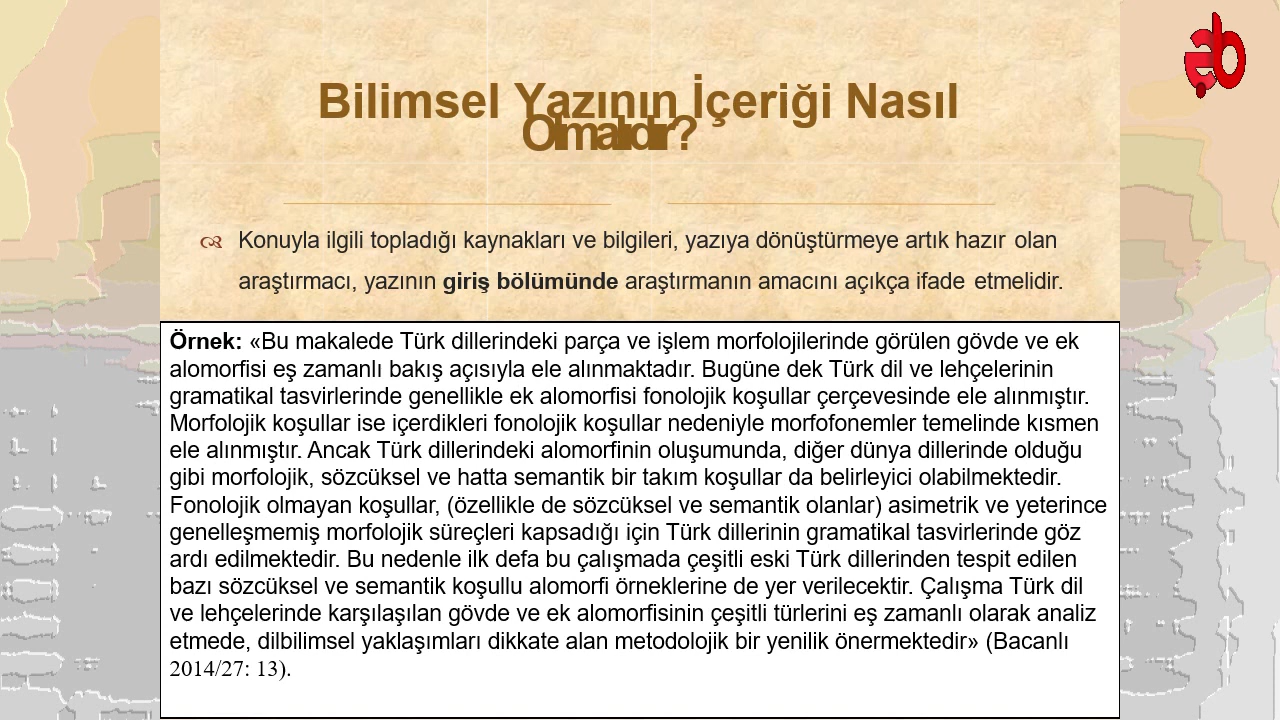 Bilimsel Yazının İçeriği Nasıl
Olmalıdır?
Konuyla ilgili topladığı kaynakları ve bilgileri, yazıya dönüştürmeye artık hazır olan
araştırmacı, yazının giriş bölümünde araştırmanın amacını açıkça ifade etmelidir.
Örnek: «Bu makalede Türk dillerindeki parça ve işlem morfolojilerinde görülen gövde ve ek
alomorfisi eş zamanlı bakış açısıyla ele alınmaktadır. Bugüne dek Türk dil ve lehçelerinin
gramatikal tasvirlerinde genellikle ek alomorfisi fonolojik koşullar çerçevesinde ele alınmıştır.
Morfolojik koşullar ise içerdikleri fonolojik koşullar nedeniyle morfofonemler temelinde kısmen
ele alınmıştır. Ancak Türk dillerindeki alomorfinin oluşumunda, diğer dünya dillerinde olduğu
gibi morfolojik, sözcüksel ve hatta semantik bir takım koşullar da belirleyici olabilmektedir.
Fonolojik olmayan koşullar, (özellikle de sözcüksel ve semantik olanlar) asimetrik ve yeterince
genelleşmemiş morfolojik süreçleri kapsadığı için Türk dillerinin gramatikal tasvirlerinde göz
ardı edilmektedir. Bu nedenle ilk defa bu çalışmada çeşitli eski Türk dillerinden tespit edilen
bazı sözcüksel ve semantik koşullu alomorfi örneklerine de yer verilecektir. Çalışma Türk dil
ve lehçelerinde karşılaşılan gövde ve ek alomorfisinin çeşitli türlerini eş zamanlı olarak analiz
etmede, dilbilimsel yaklaşımları dikkate alan metodolojik bir yenilik önermektedir» (Bacanlı
2014/27: 13).